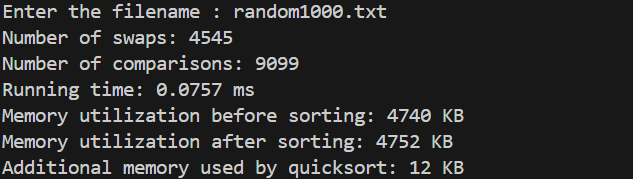 Enter the filename : random1000.txt
Number of swaps: 4545
Number of comparisons: 9099
Running time: 0.0757 ms
Memory utilization before sorting: 4740 KB
Memory utilization after sorting: 4752 KB
Additional memory used by quicksort: 12 KB